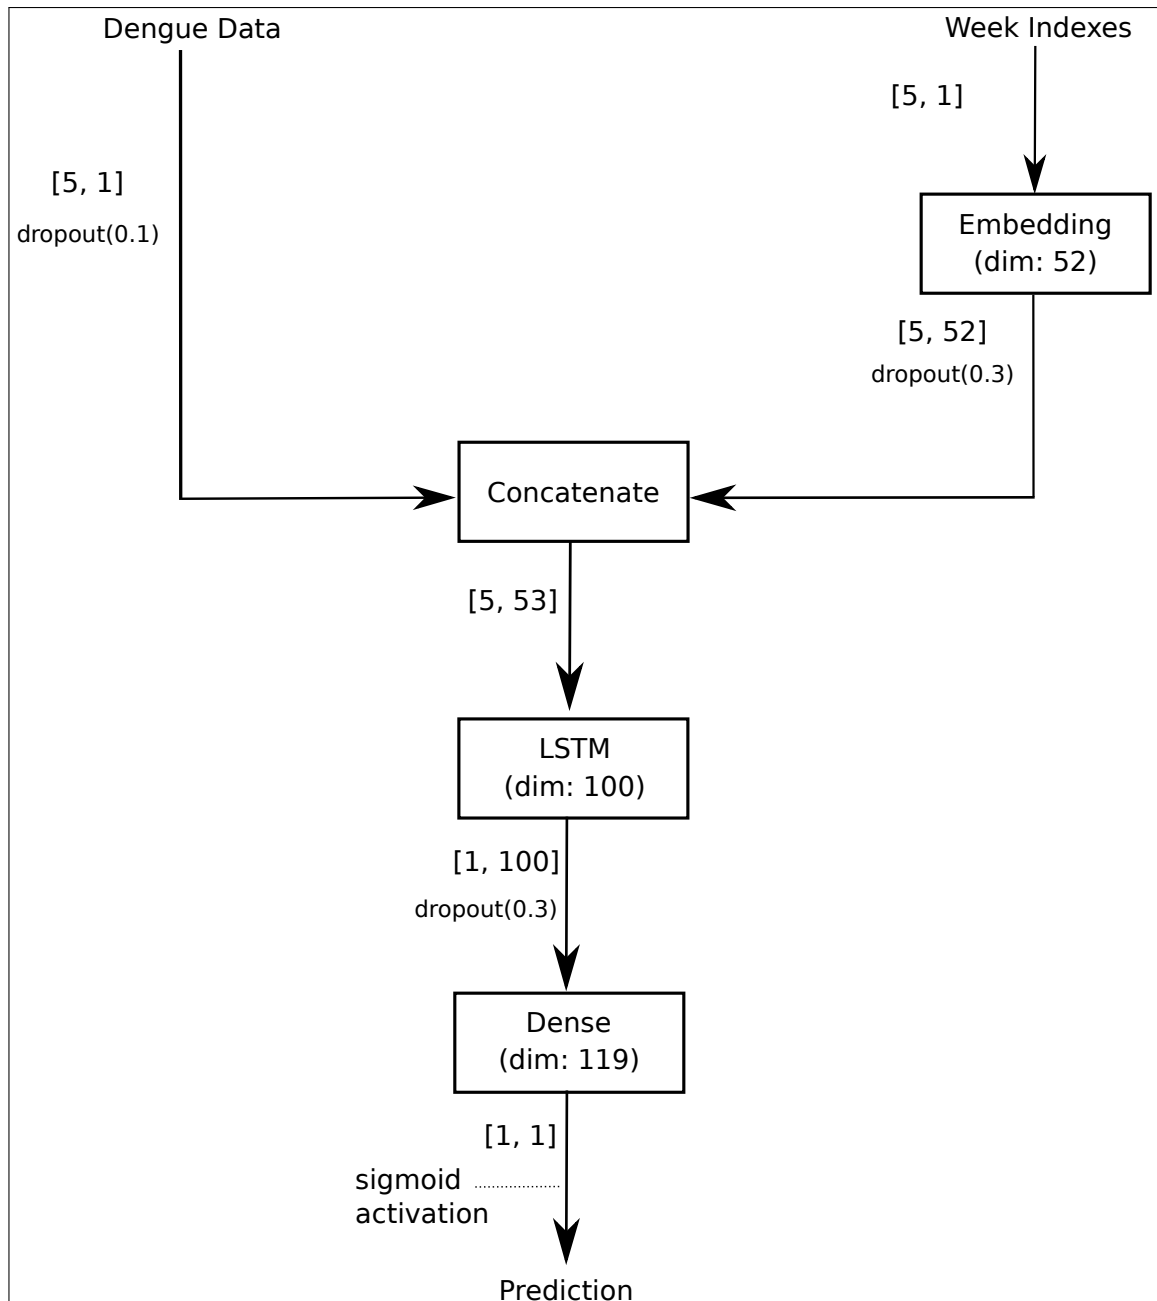 Dengue Data
Week Indexes
[5, 1]
[5, 1]
dropout(0.1)
Embedding
(dim: 52)
[5, 52]
dropout(0.3)
Concatenate
[5, 53]
LSTM
(dim: 100)
[1, 100]
dropout(0.3)
Dense
(dim: 119)
[1, 1]
sigmoid
activation
Prediction